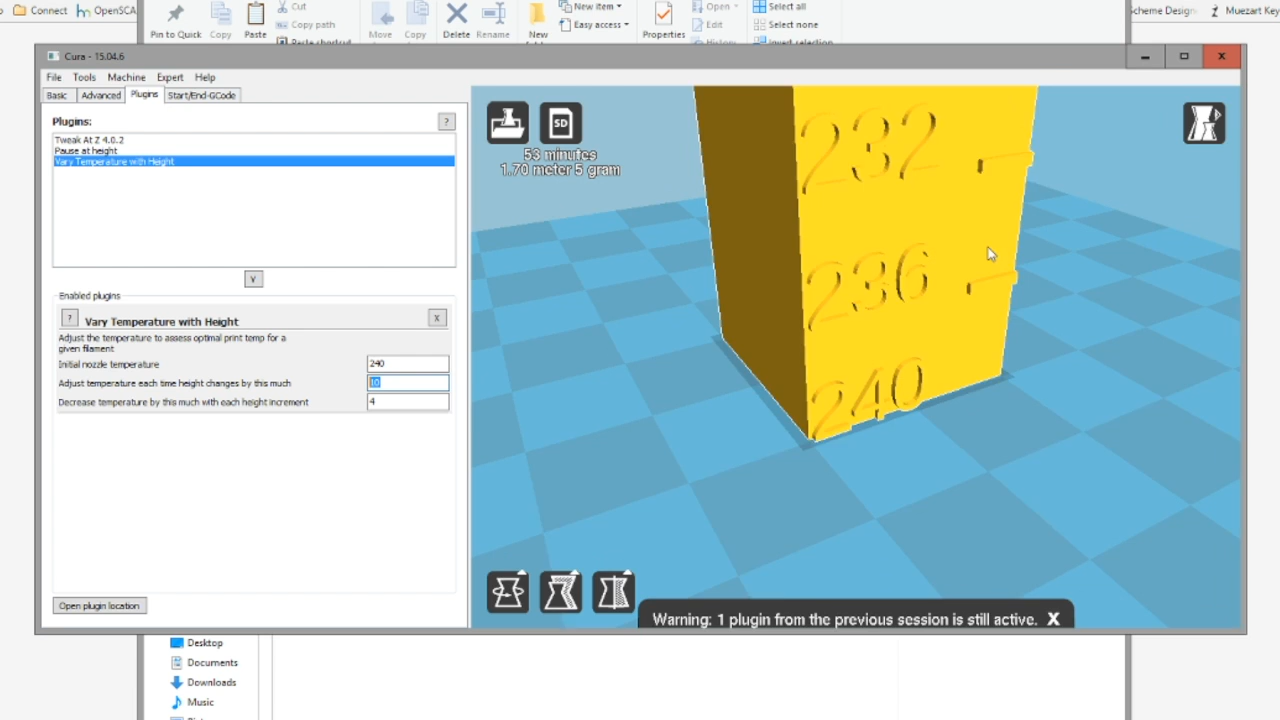 Connect
OpenSCA
Pin to Quick
Copy
Paste
Cut
Copy path
Paste shortcut
Move
Copy
Delete
Rename
New
New item
Easy access
Properties
Open
Edit
History
Select all
Select none
Invert selection
Scheme Design
Muezart Key
Cura - 15.04.6
File Tools Machine Expert Help
Basic Advanced Plugins Start/End-GCode
Plugins:
?
Tweak At Z 4.0.2
Pause at height
Vary Temperature with Height
V
Enabled plugins
? Vary Temperature with Height X
Adjust the temperature to assess optimal print temp for a
given filament
Initial nozzle temperature 240
Adjust temperature each time height changes by this much 10
Decrease temperature by this much with each height increment 4
Open plugin location
SD
53 minutes
1.70 meter 5 gram
232
236
240
Warning: 1 plugin from the previous session is still active. X
Desktop
Documents
Downloads
Music